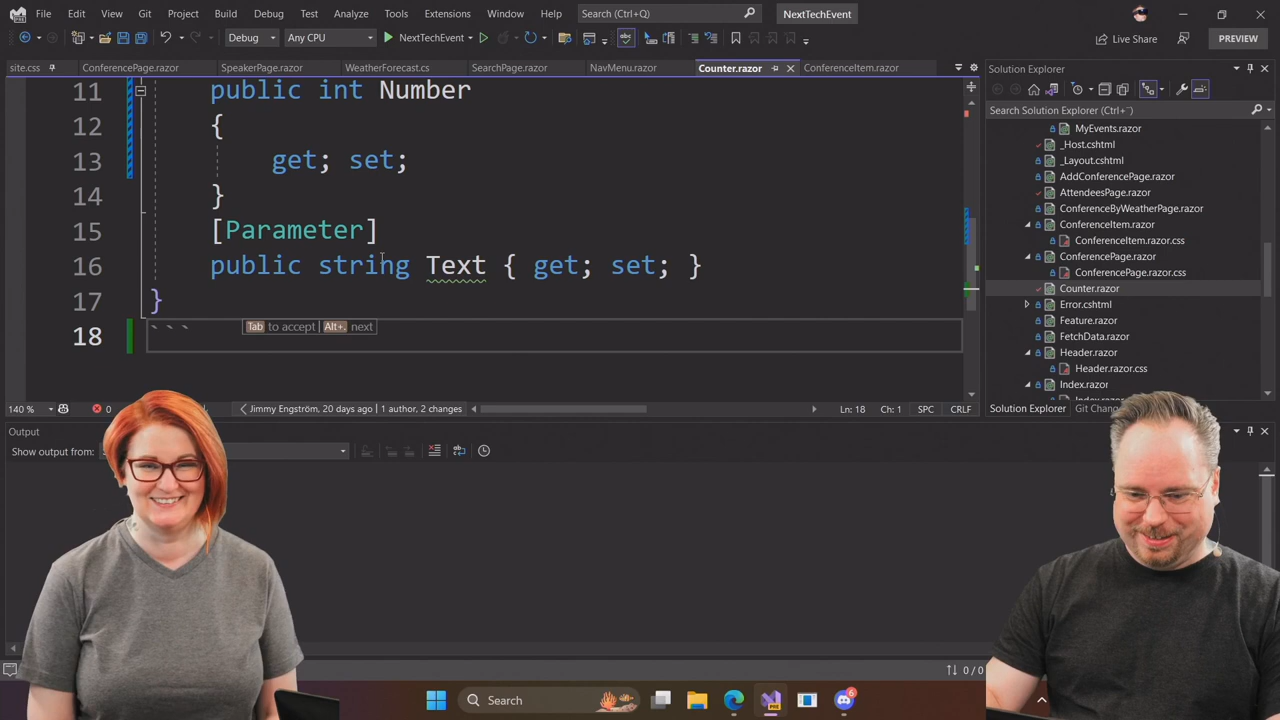 File Edit View Git Project Build Debug Test Analyze Tools Extensions Window Help Search (Ctrl+Q) NextTechEvent
Debug Any CPU NextTechEvent Live Share PREVIEW
site.css ConferencePage.razor SpeakerPage.razor WeatherForecast.cs SearchPage.razor NavMenu.razor Counter.razor ConferenceItem.razor
11 public int Number
12 {
13 get; set;
14 }
15 [Parameter]
16 public string Text { get; set; }
17 }
18 ```
Tab to accept Alt+. next
140 % 0 Jimmy Engström, 20 days ago | 1 author, 2 changes Ln: 18 Ch: 1 SPC CRLF
Output
Show output from:
Solution Explorer
Search Solution Explorer (Ctrl+¨)
MyEvents.razor
_Host.cshtml
_Layout.cshtml
AddConferencePage.razor
AttendeesPage.razor
ConferenceByWeatherPage.razor
ConferenceItem.razor
ConferenceItem.razor.css
ConferencePage.razor
ConferencePage.razor.css
Counter.razor
Error.cshtml
Feature.razor
FetchData.razor
Header.razor
Header.razor.css
Index.razor
Solution Explorer Git Chang
0 / 0
Search
6